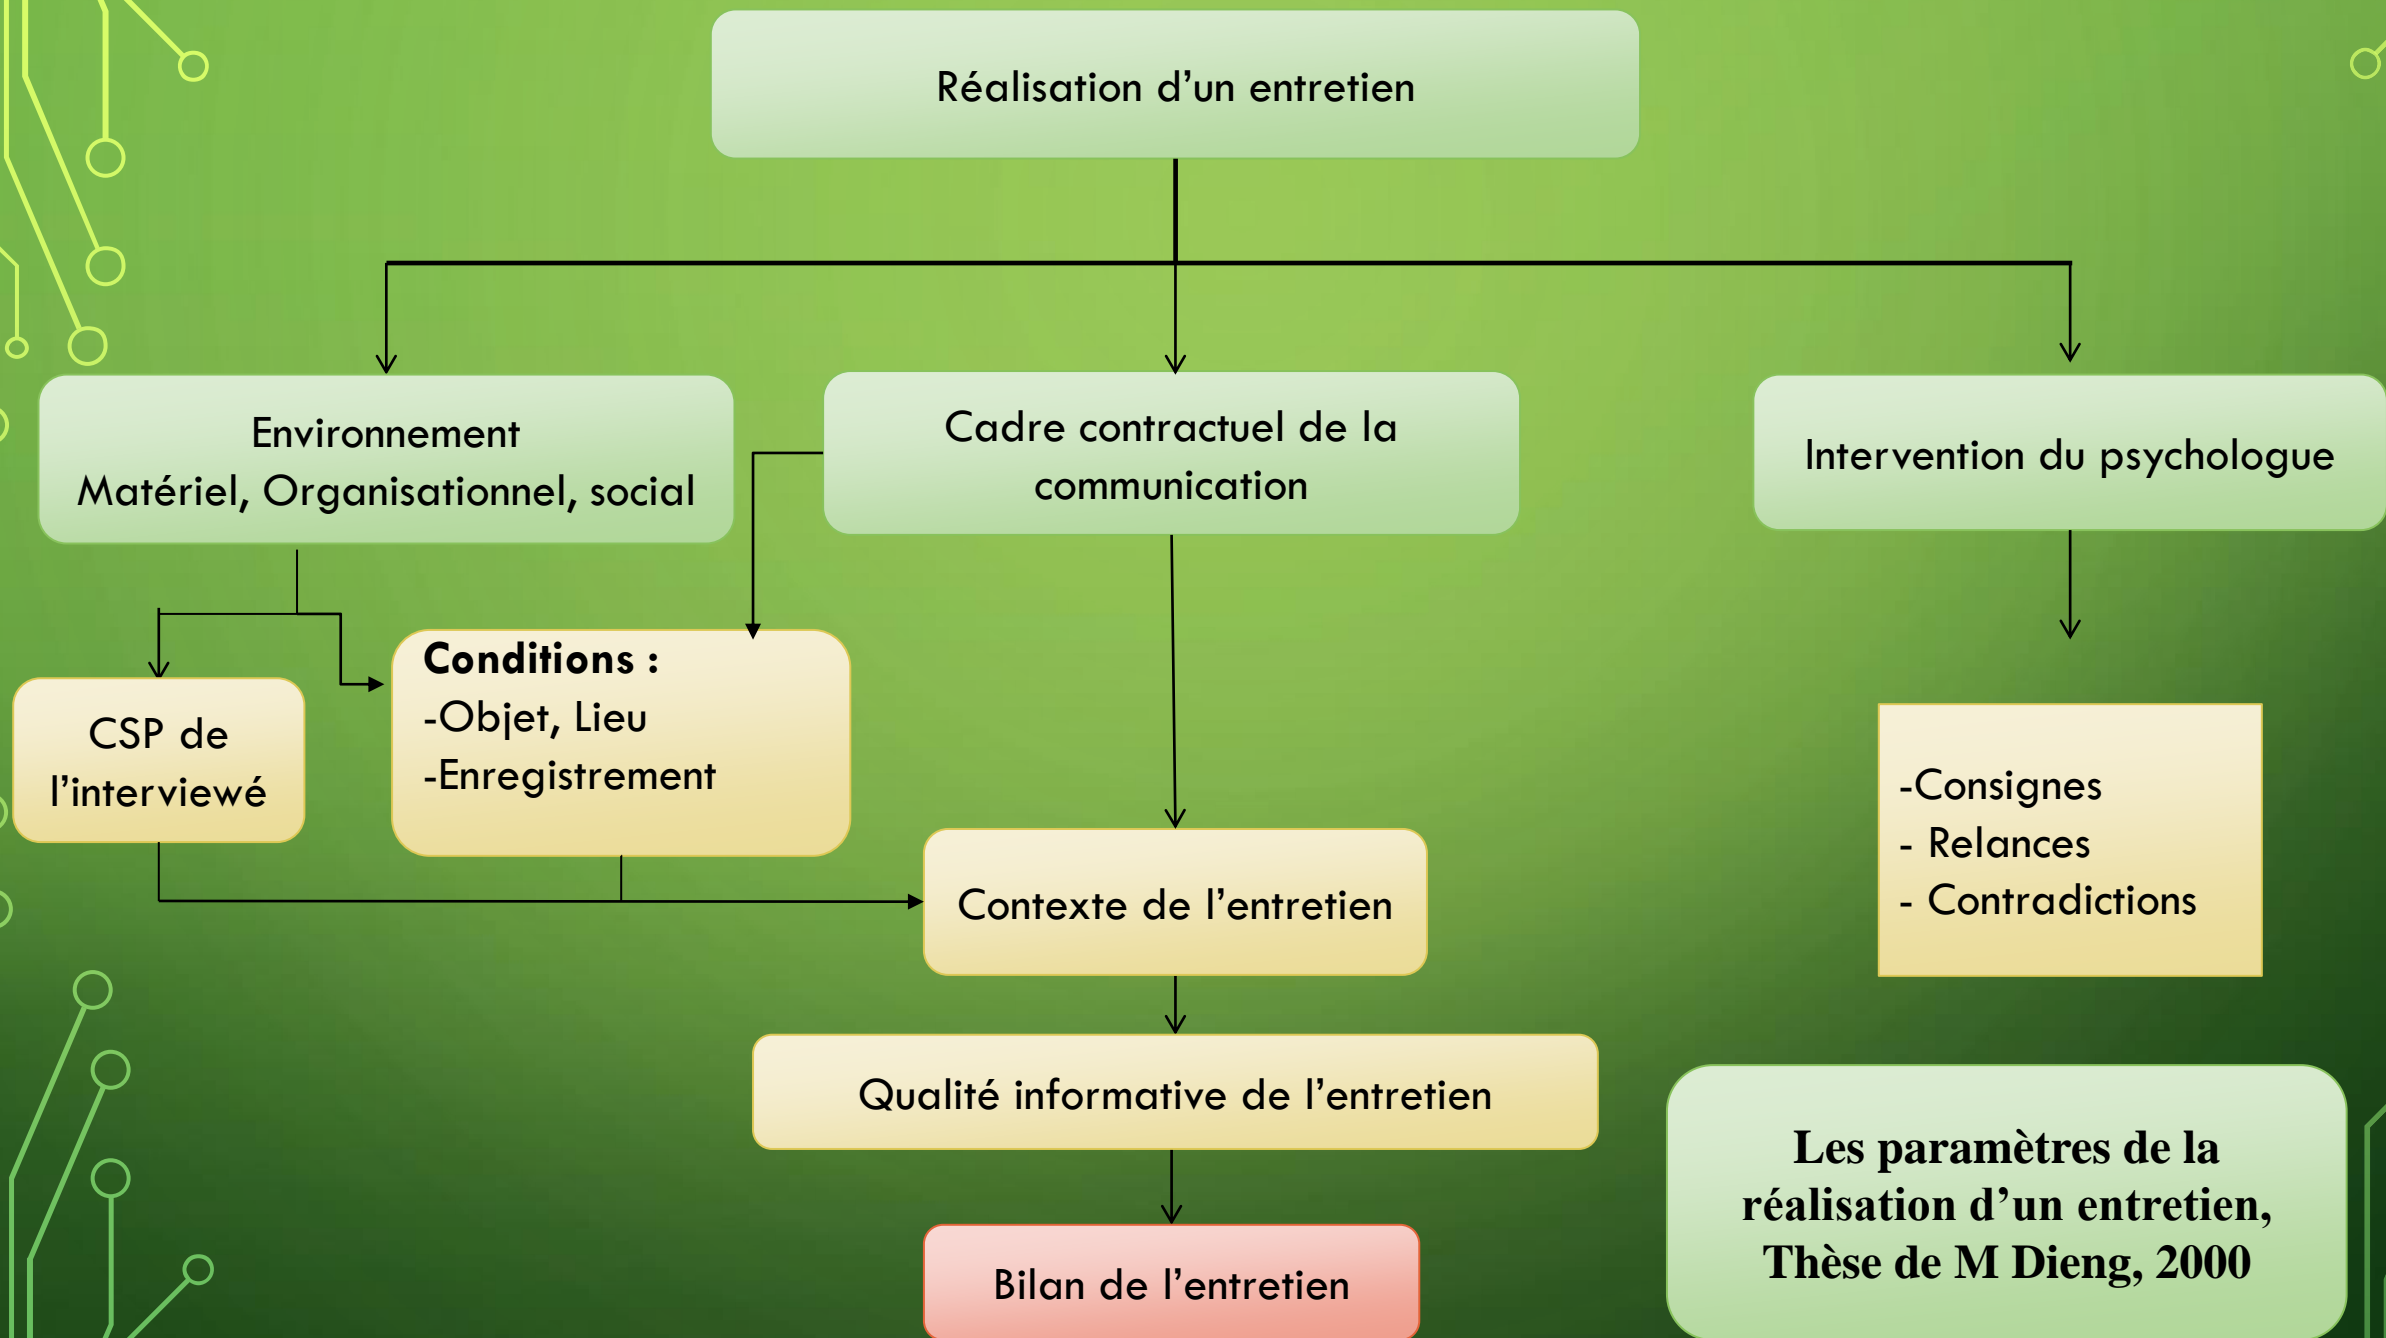 Réalisation d’un entretien
Environnement
Matériel, Organisationnel, social
Cadre contractuel de la
communication
Intervention du psychologue
CSP de
l’interviewé
Conditions :
-Objet, Lieu
-Enregistrement
-Consignes
- Relances
- Contradictions
Contexte de l’entretien
Qualité informative de l’entretien
Bilan de l’entretien
Les paramètres de la
réalisation d’un entretien,
Thèse de M Dieng, 2000